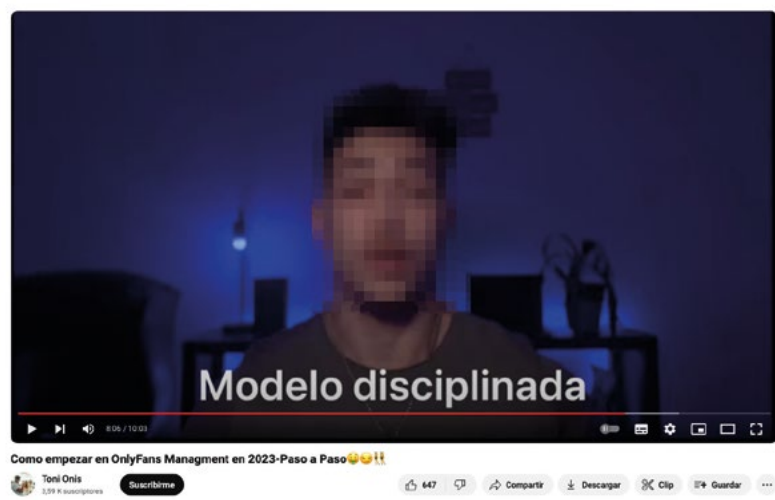 Modelo disciplinada
8:06 / 10:03
Como empezar en OnlyFans Managment en 2023-Paso a Paso🤑😏👯
Toni Onis
3,59 K suscriptores
Suscribirme
647
Compartir
Descargar
Clip
Guardar